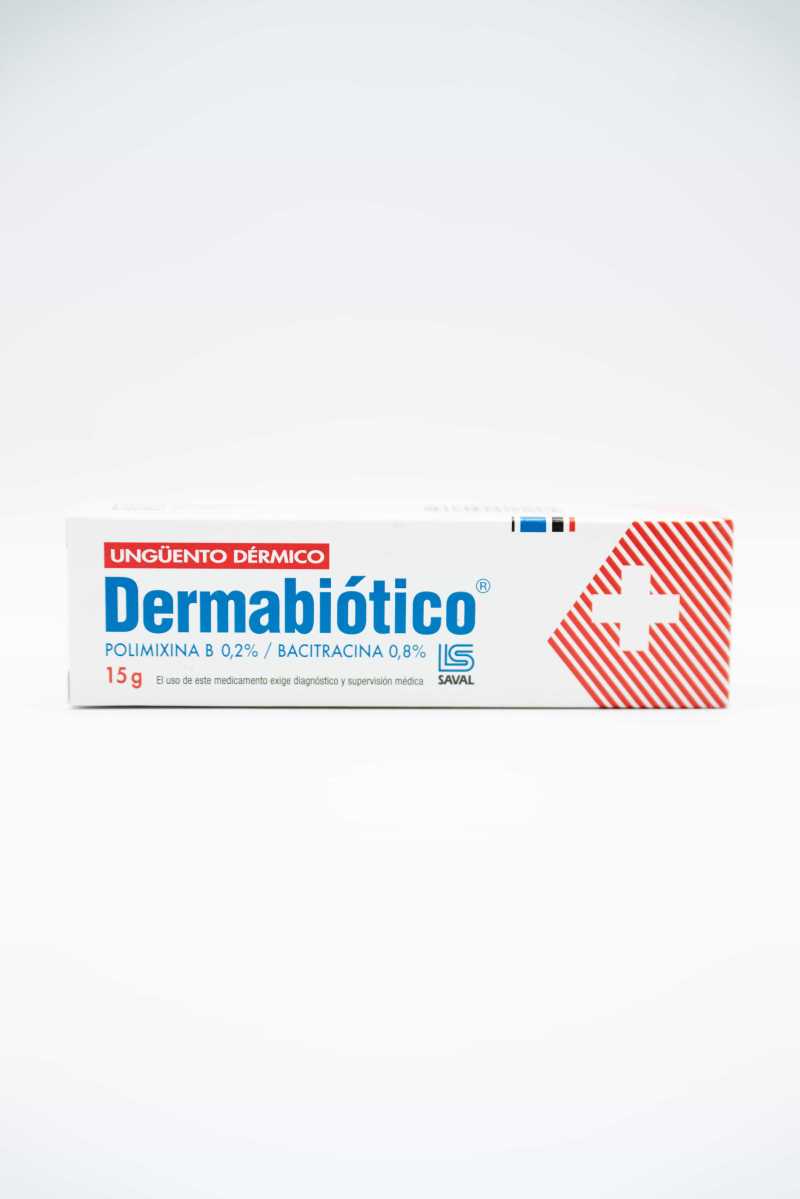 UNGÜENTO DÉRMICO
Dermabiótico®
POLIMIXINA B 0,2% / BACITRACINA 0,8%
LS
SAVAL
15 g
El uso de este medicamento exige diagnóstico y supervisión médica